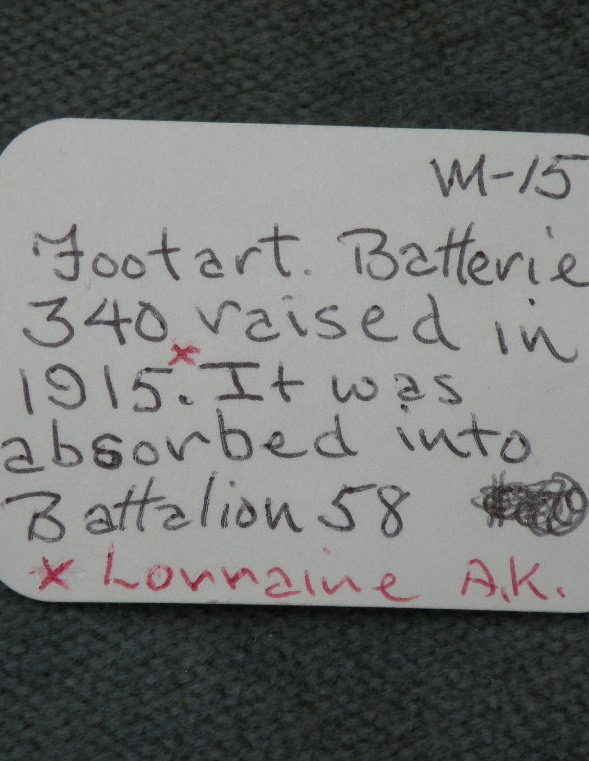 M-15
Footart. Batterie
340 raised in
1915.x It was
absorbed into
Battalion 58
x Lorraine A.K.